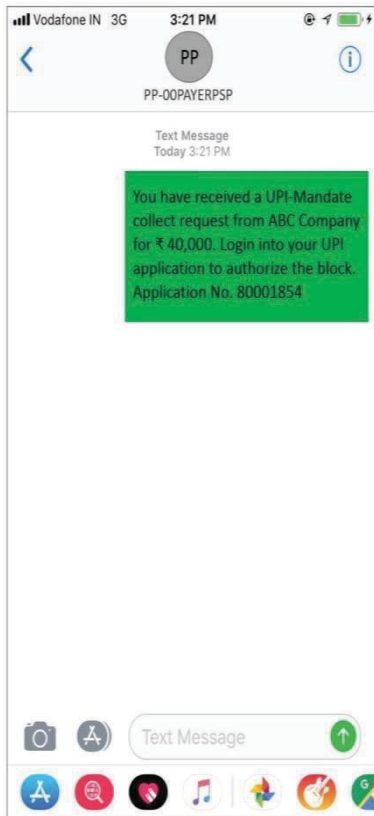 Vodafone IN 3G 3:21 PM
PP
PP-00PAYERPSP
Text Message
Today 3:21 PM
You have received a UPI-Mandate
collect request from ABC Company
for ₹ 40,000. Login into your UPI
application to authorize the block.
Application No. 80001854
Text Message
G